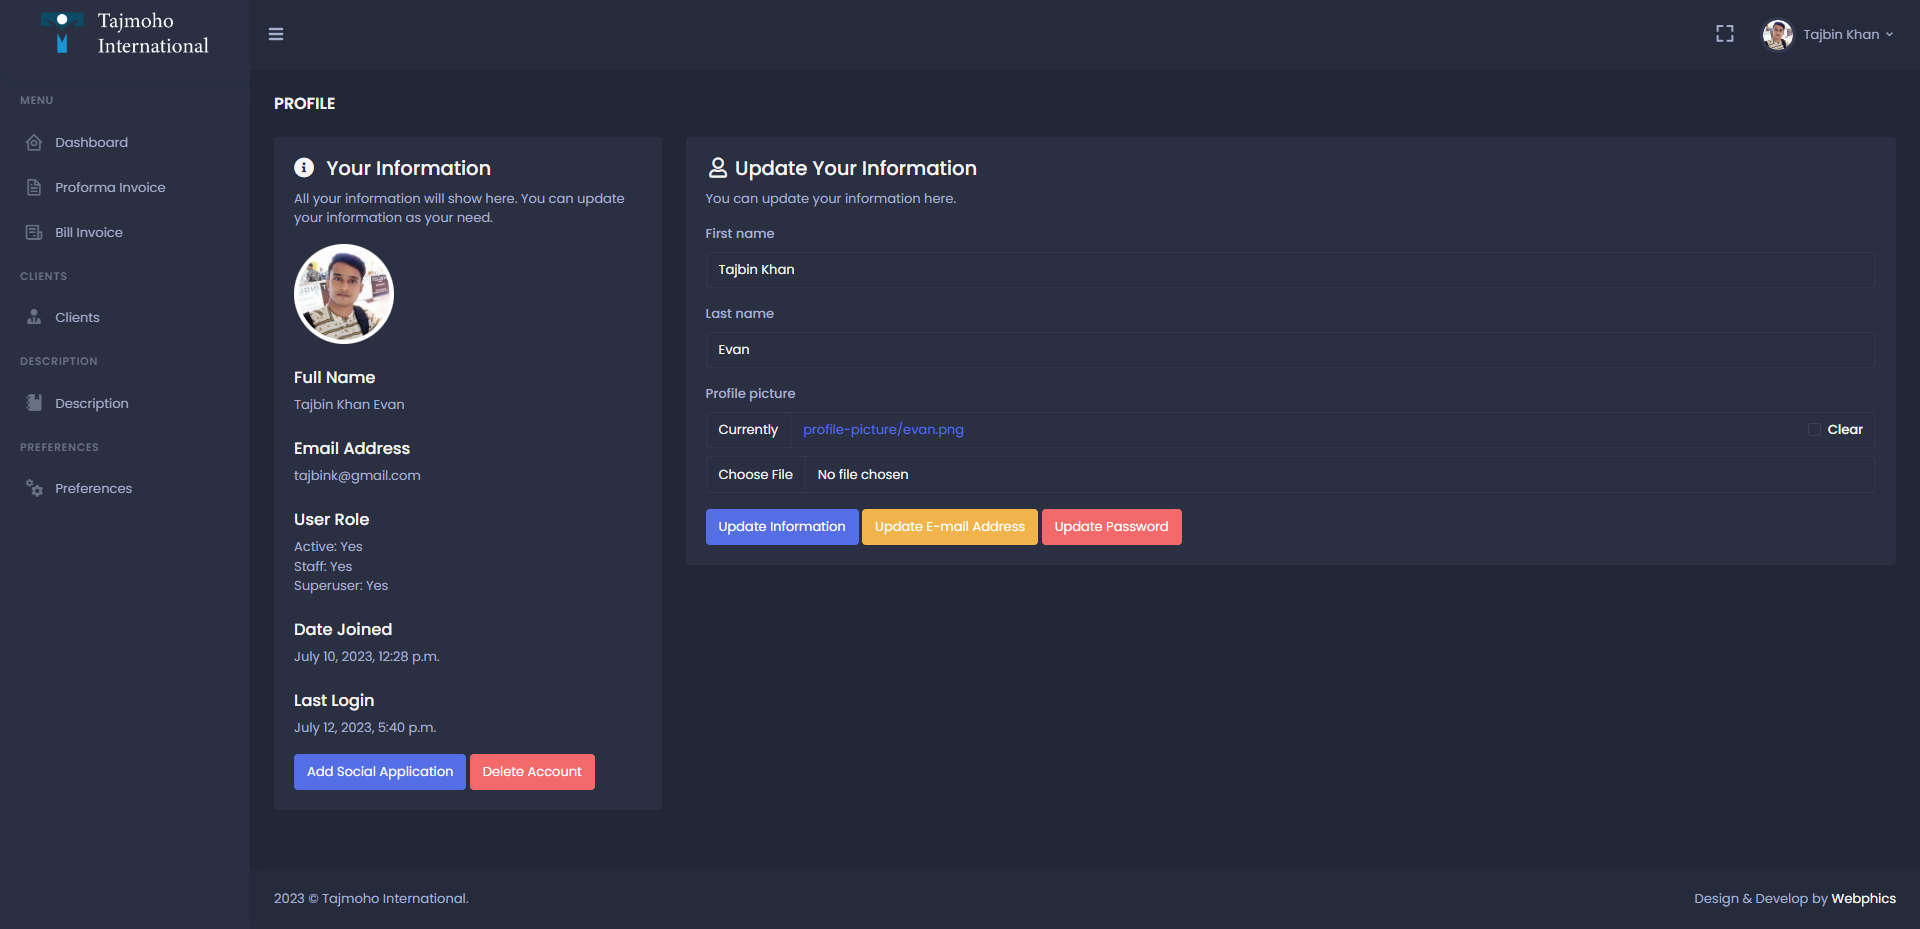 Tajmoho
International
MENU
Dashboard
Proforma Invoice
Bill Invoice
CLIENTS
Clients
DESCRIPTION
Description
PREFERENCES
Preferences
Tajbin Khan
PROFILE
Your Information
All your information will show here. You can update
your information as your need.
Full Name
Tajbin Khan Evan
Email Address
tajbink@gmail.com
User Role
Active: Yes
Staff: Yes
Superuser: Yes
Date Joined
July 10, 2023, 12:28 p.m.
Last Login
July 12, 2023, 5:40 p.m.
Add Social Application Delete Account
Update Your Information
You can update your information here.
First name
Tajbin Khan
Last name
Evan
Profile picture
Currently profile-picture/evan.png Clear
Choose File No file chosen
Update Information Update E-mail Address Update Password
2023 © Tajmoho International.
Design & Develop by Webphics